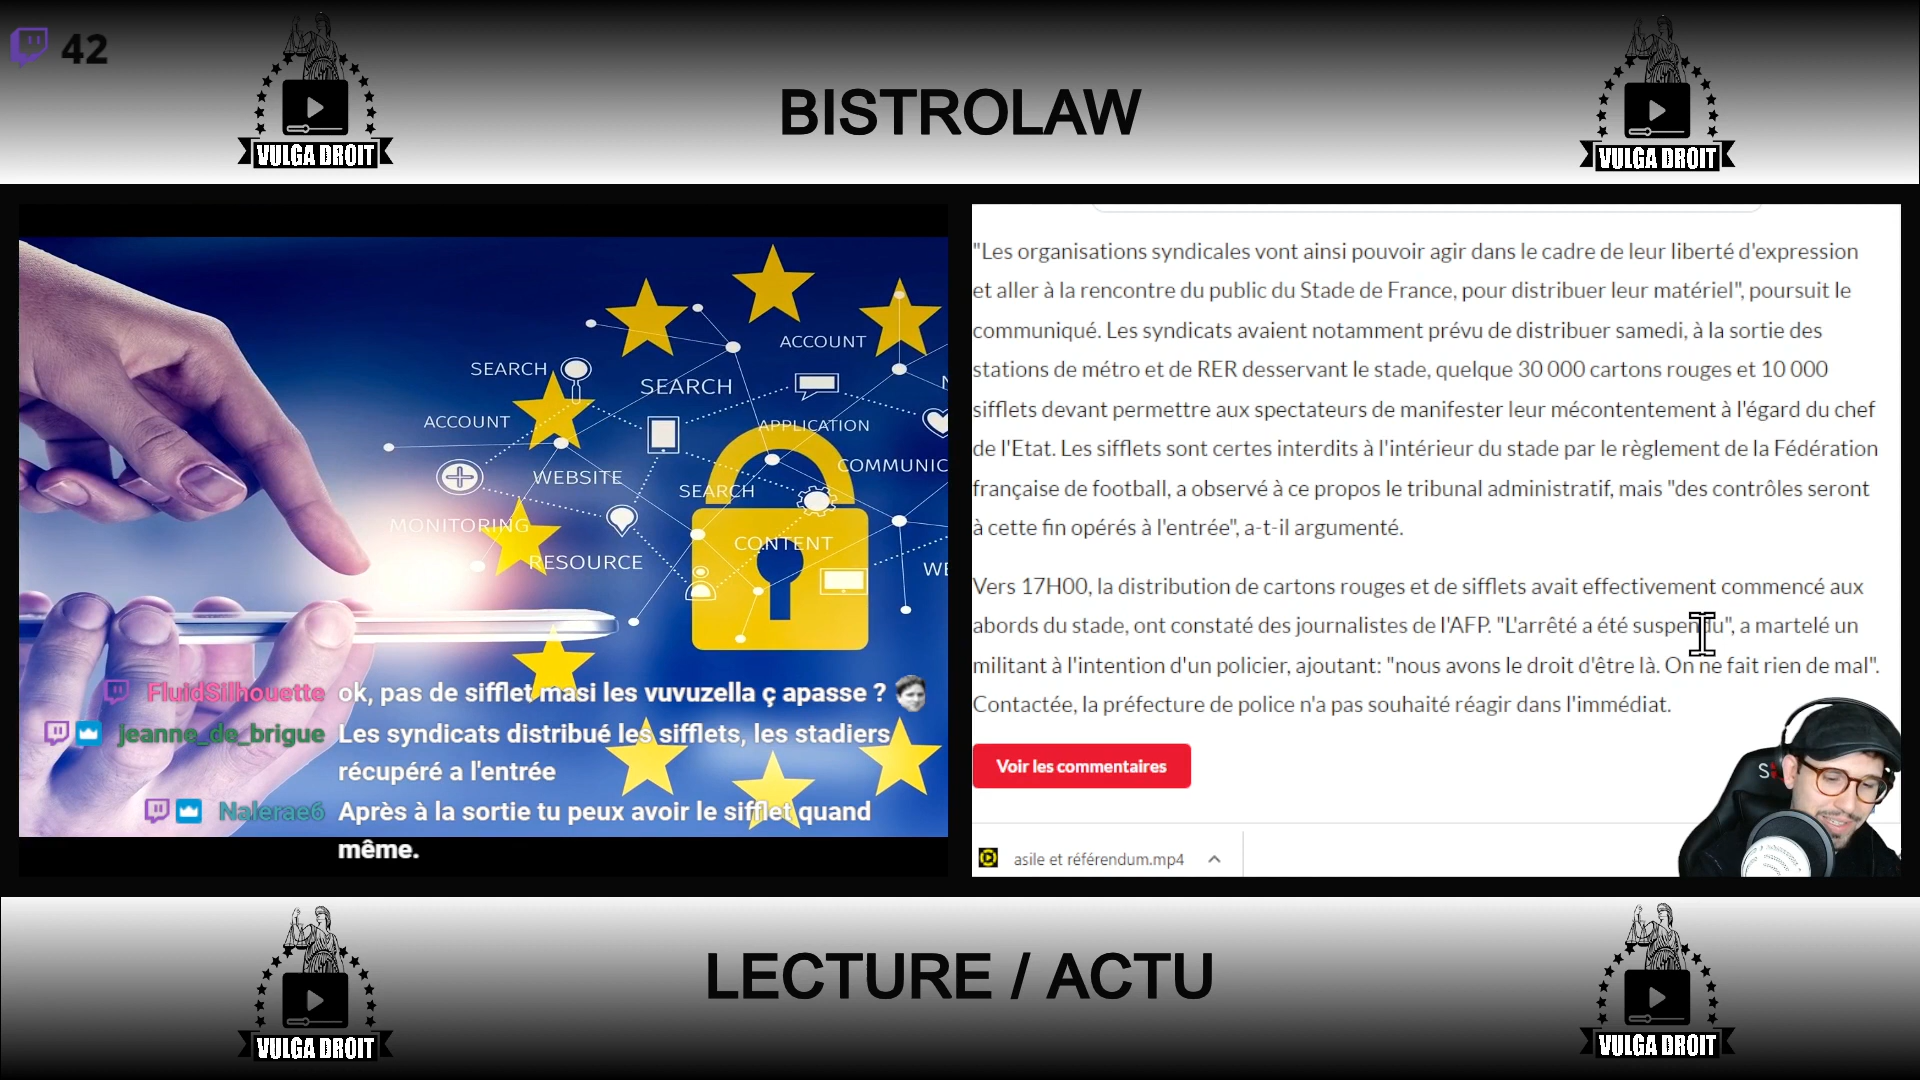 42
BISTROLAW
VULGA DROIT
VULGA DROIT
ACCOUNT
SEARCH
SEARCH
ACCOUNT
APPLICATION
COMMUNIC
WEBSITE
SEARCH
MONITORING
CONTENT
RESOURCE
WE
FluidSilhouette ok, pas de sifflet masi les vuvuzella ç apasse ?
jeanne_de_brigue Les syndicats distribué les sifflets, les stadiers
récupéré a l'entrée
Nalerae6 Après à la sortie tu peux avoir le sifflet quand
même.
"Les organisations syndicales vont ainsi pouvoir agir dans le cadre de leur liberté d'expression
et aller à la rencontre du public du Stade de France, pour distribuer leur matériel", poursuit le
communiqué. Les syndicats avaient notamment prévu de distribuer samedi, à la sortie des
stations de métro et de RER desservant le stade, quelque 30 000 cartons rouges et 10 000
sifflets devant permettre aux spectateurs de manifester leur mécontentement à l'égard du chef
de l'Etat. Les sifflets sont certes interdits à l'intérieur du stade par le règlement de la Fédération
française de football, a observé à ce propos le tribunal administratif, mais "des contrôles seront
à cette fin opérés à l'entrée", a-t-il argumenté.
Vers 17H00, la distribution de cartons rouges et de sifflets avait effectivement commencé aux
abords du stade, ont constaté des journalistes de l'AFP. "L'arrêté a été suspendu", a martelé un
militant à l'intention d'un policier, ajoutant: "nous avons le droit d'être là. On ne fait rien de mal".
Contactée, la préfecture de police n'a pas souhaité réagir dans l'immédiat.
Voir les commentaires
asile et référendum.mp4
LECTURE / ACTU
VULGA DROIT
VULGA DROIT